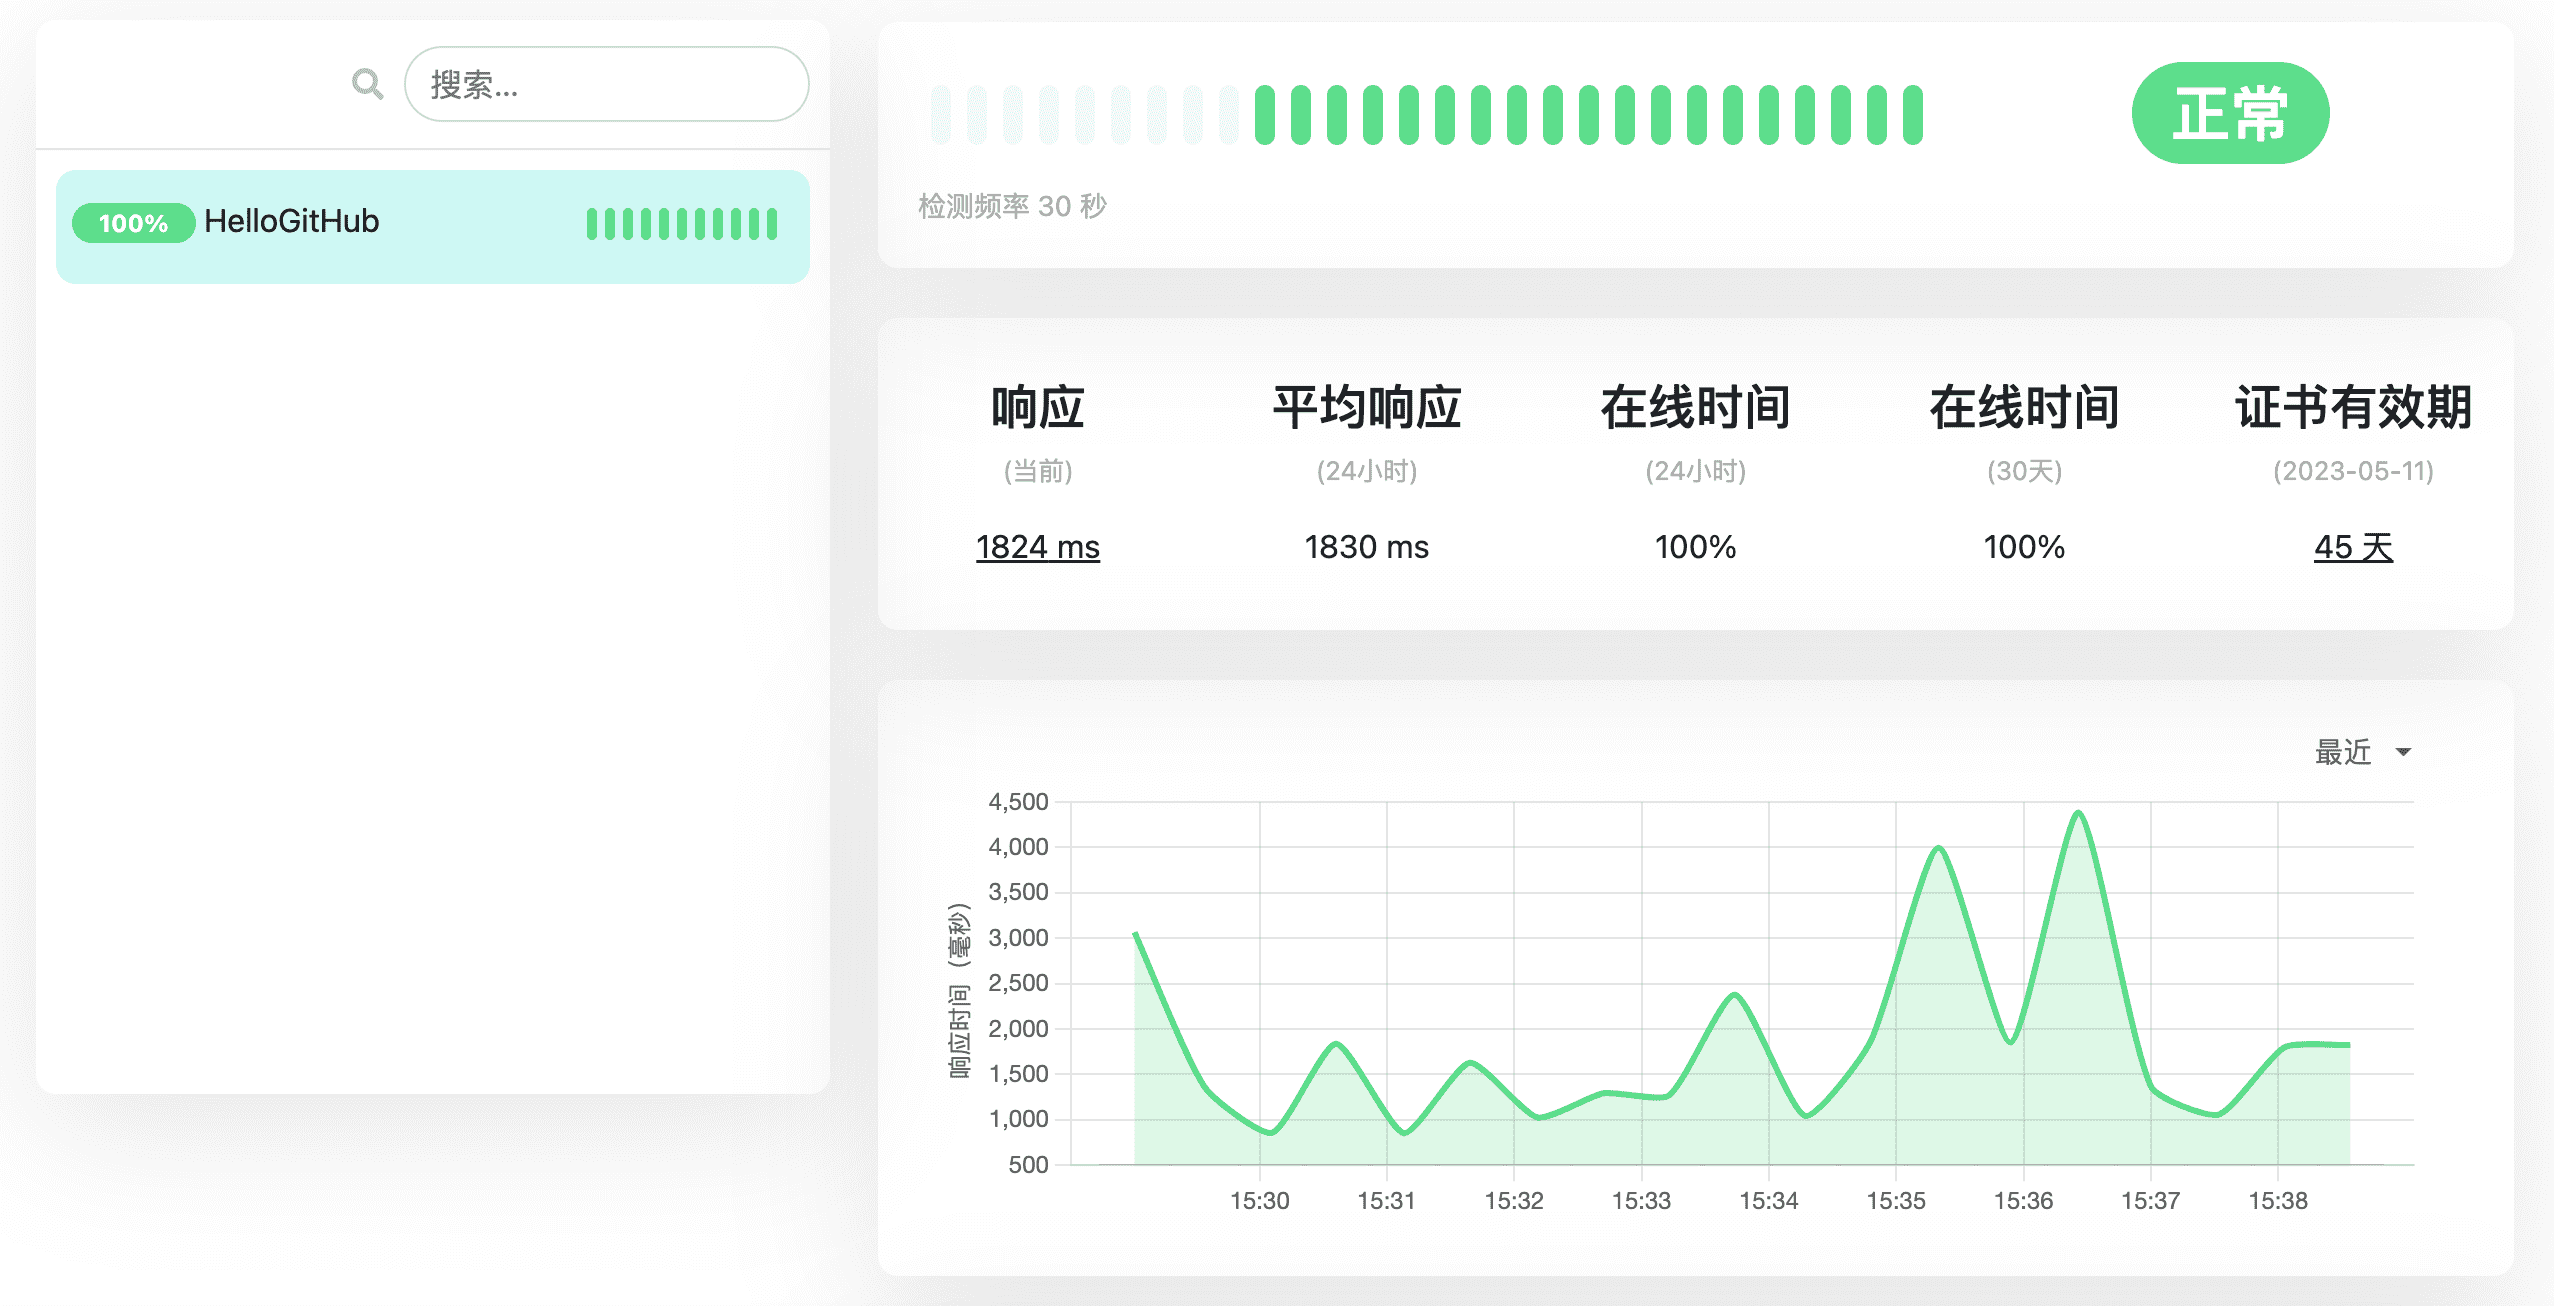 搜索...
100% HelloGitHub
正常
检测频率 30 秒
响应
(当前)
1824 ms
平均响应
(24小时)
1830 ms
在线时间
(24小时)
100%
在线时间
(30天)
100%
证书有效期
(2023-05-11)
45 天
最近
响应时间（毫秒）
4,500
4,000
3,500
3,000
2,500
2,000
1,500
1,000
500
15:30 15:31 15:32 15:33 15:34 15:35 15:36 15:37 15:38